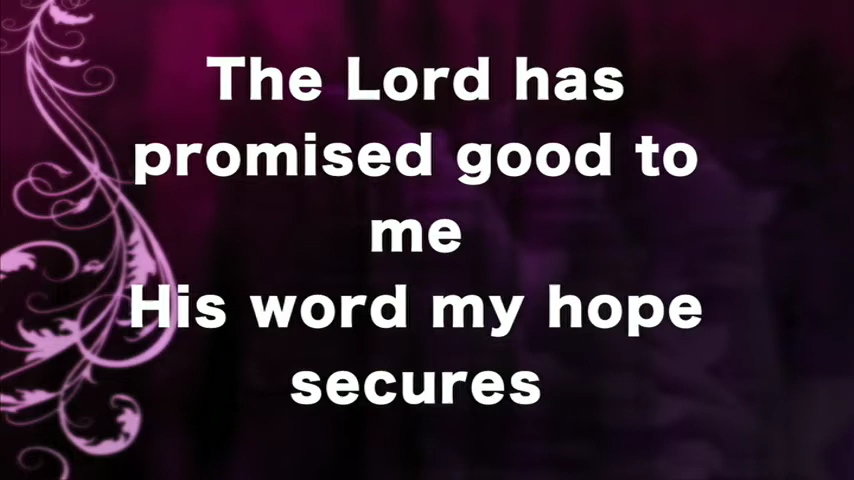 The Lord has
promised good to
me
His word my hope
secures